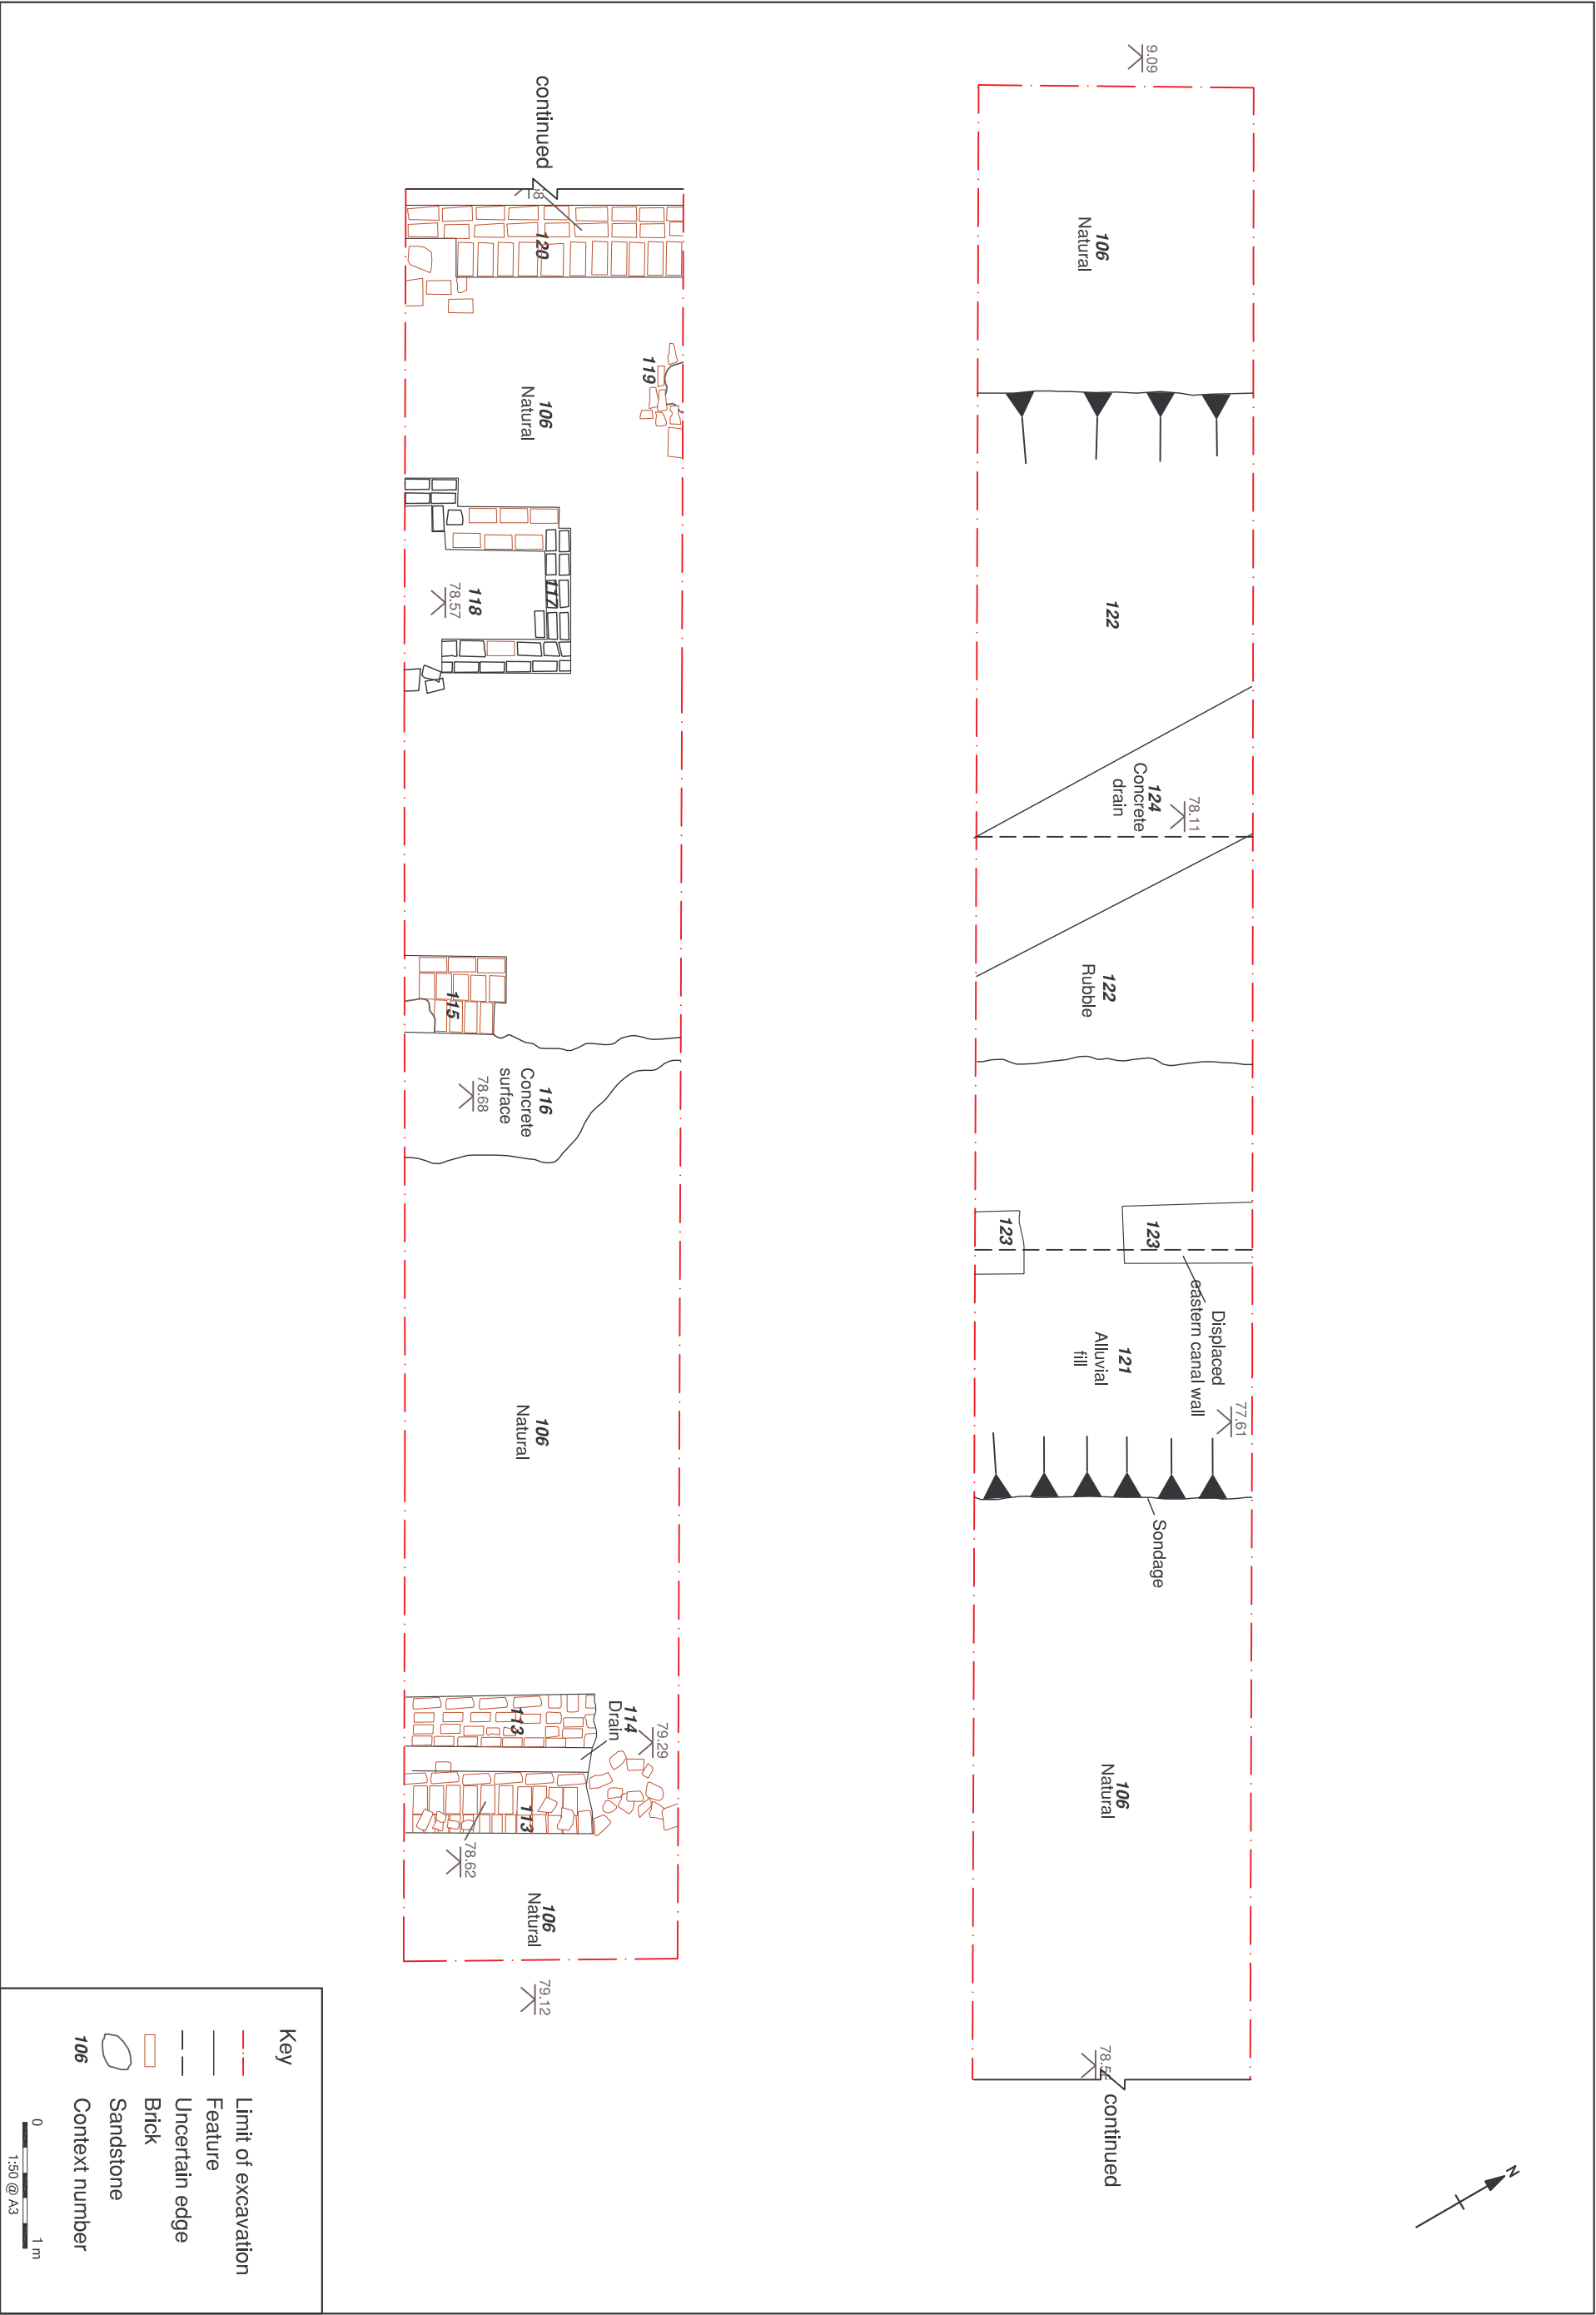 9.09
106
Natural
122
124
Concrete
drain
78.11
122
Rubble
123
123
Displaced
eastern canal wall
121
Alluvial
fill
77.61
Sondage
106
Natural
continued
continued
120
119
106
Natural
117
118
78.57
115
116
Concrete
surface
78.68
106
Natural
113
114
Drain
79.29
113
78.62
106
Natural
79.12
N
Key
Limit of excavation
Feature
Uncertain edge
Brick
Sandstone
106 Context number
0 1 m
1:50 @ A3